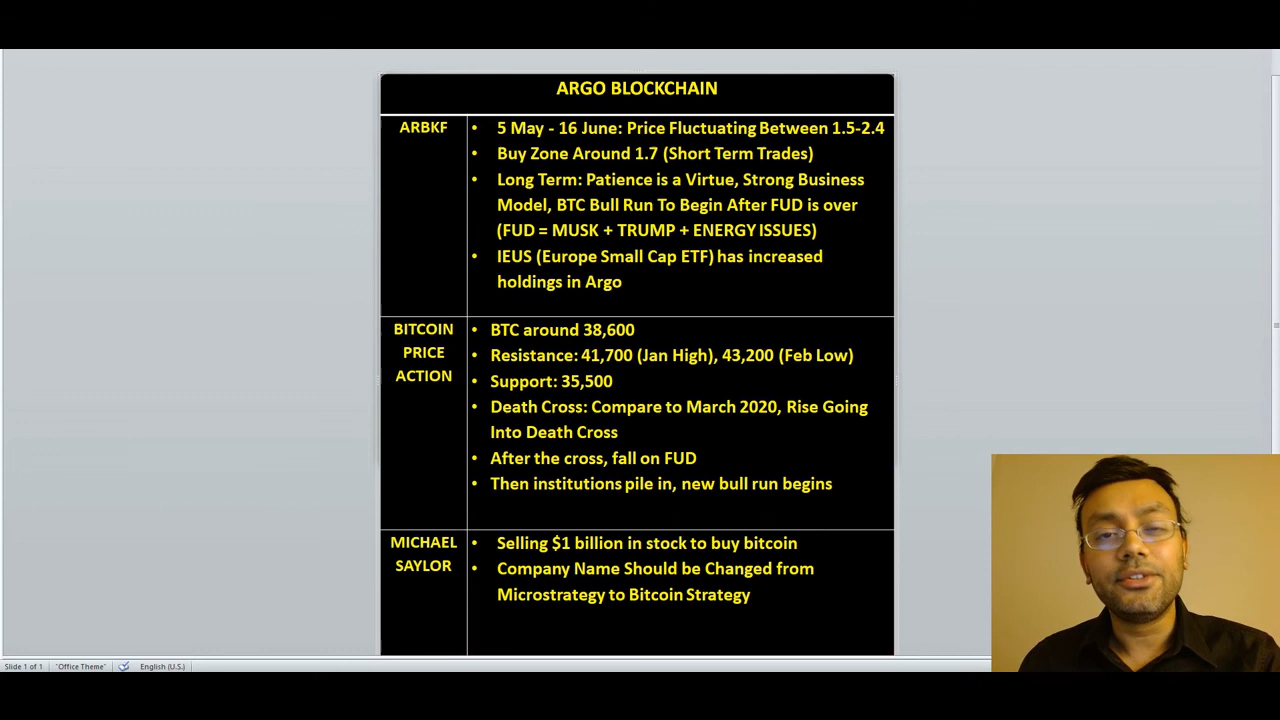 ARGO BLOCKCHAIN
ARBKF
• 5 May - 16 June: Price Fluctuating Between 1.5-2.4
• Buy Zone Around 1.7 (Short Term Trades)
• Long Term: Patience is a Virtue, Strong Business
Model, BTC Bull Run To Begin After FUD is over
(FUD = MUSK + TRUMP + ENERGY ISSUES)
• IEUS (Europe Small Cap ETF) has increased
holdings in Argo
BITCOIN
PRICE
ACTION
• BTC around 38,600
• Resistance: 41,700 (Jan High), 43,200 (Feb Low)
• Support: 35,500
• Death Cross: Compare to March 2020, Rise Going
Into Death Cross
• After the cross, fall on FUD
• Then institutions pile in, new bull run begins
MICHAEL
SAYLOR
• Selling $1 billion in stock to buy bitcoin
• Company Name Should be Changed from
Microstrategy to Bitcoin Strategy
Slide 1 of 1
"Office Theme"
English (U.S.)